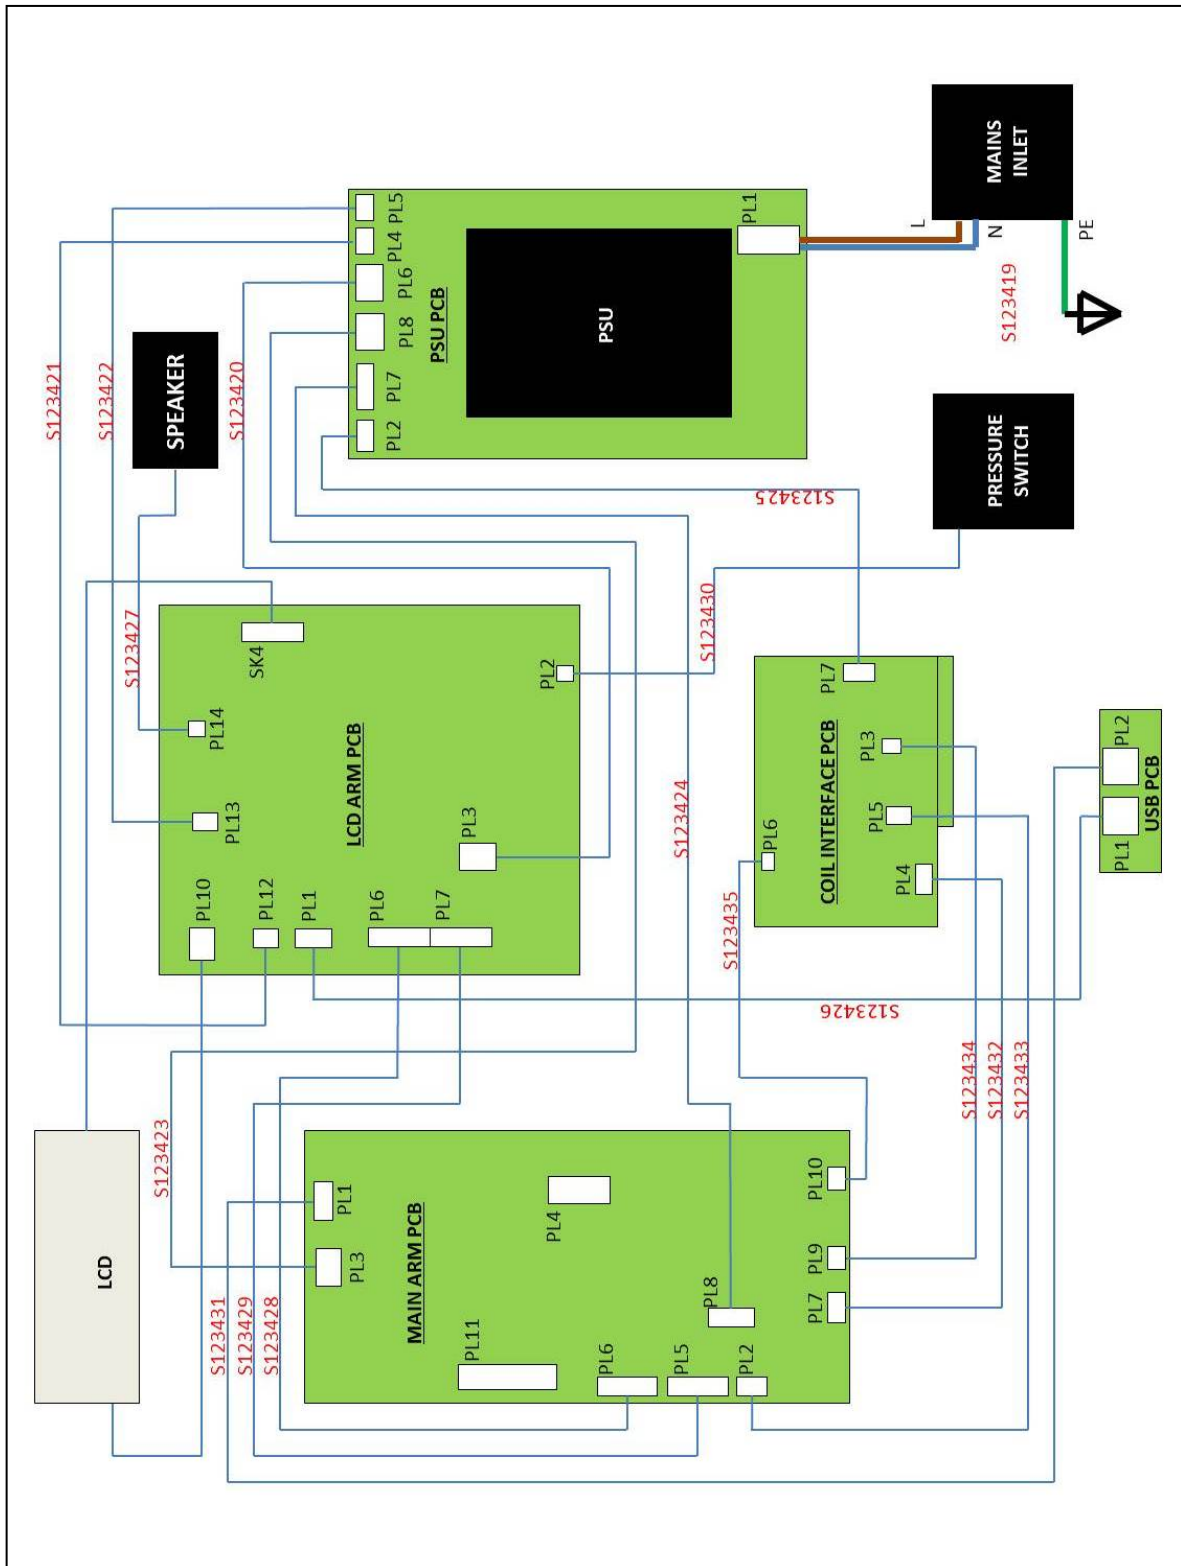 LCD
S123421
S123422
S123427
S123420
S123423
S123431
S123429
S123428
SPEAKER
PL5
PL4
PL6
PL8
PL7
PL2
PSU PCB
PSU
PL1
MAINS
INLET
L
N
PE
S123419
PRESSURE
SWITCH
S123425
S123430
LCD ARM PCB
SK4
PL14
PL13
PL10
PL12
PL1
PL6
PL7
PL3
PL2
S123424
COIL INTERFACE PCB
PL7
PL3
PL5
PL4
PL6
S123435
S123426
S123434
S123432
S123433
USB PCB
PL1
PL2
MAIN ARM PCB
PL1
PL3
PL4
PL11
PL6
PL5
PL2
PL8
PL7
PL9
PL10